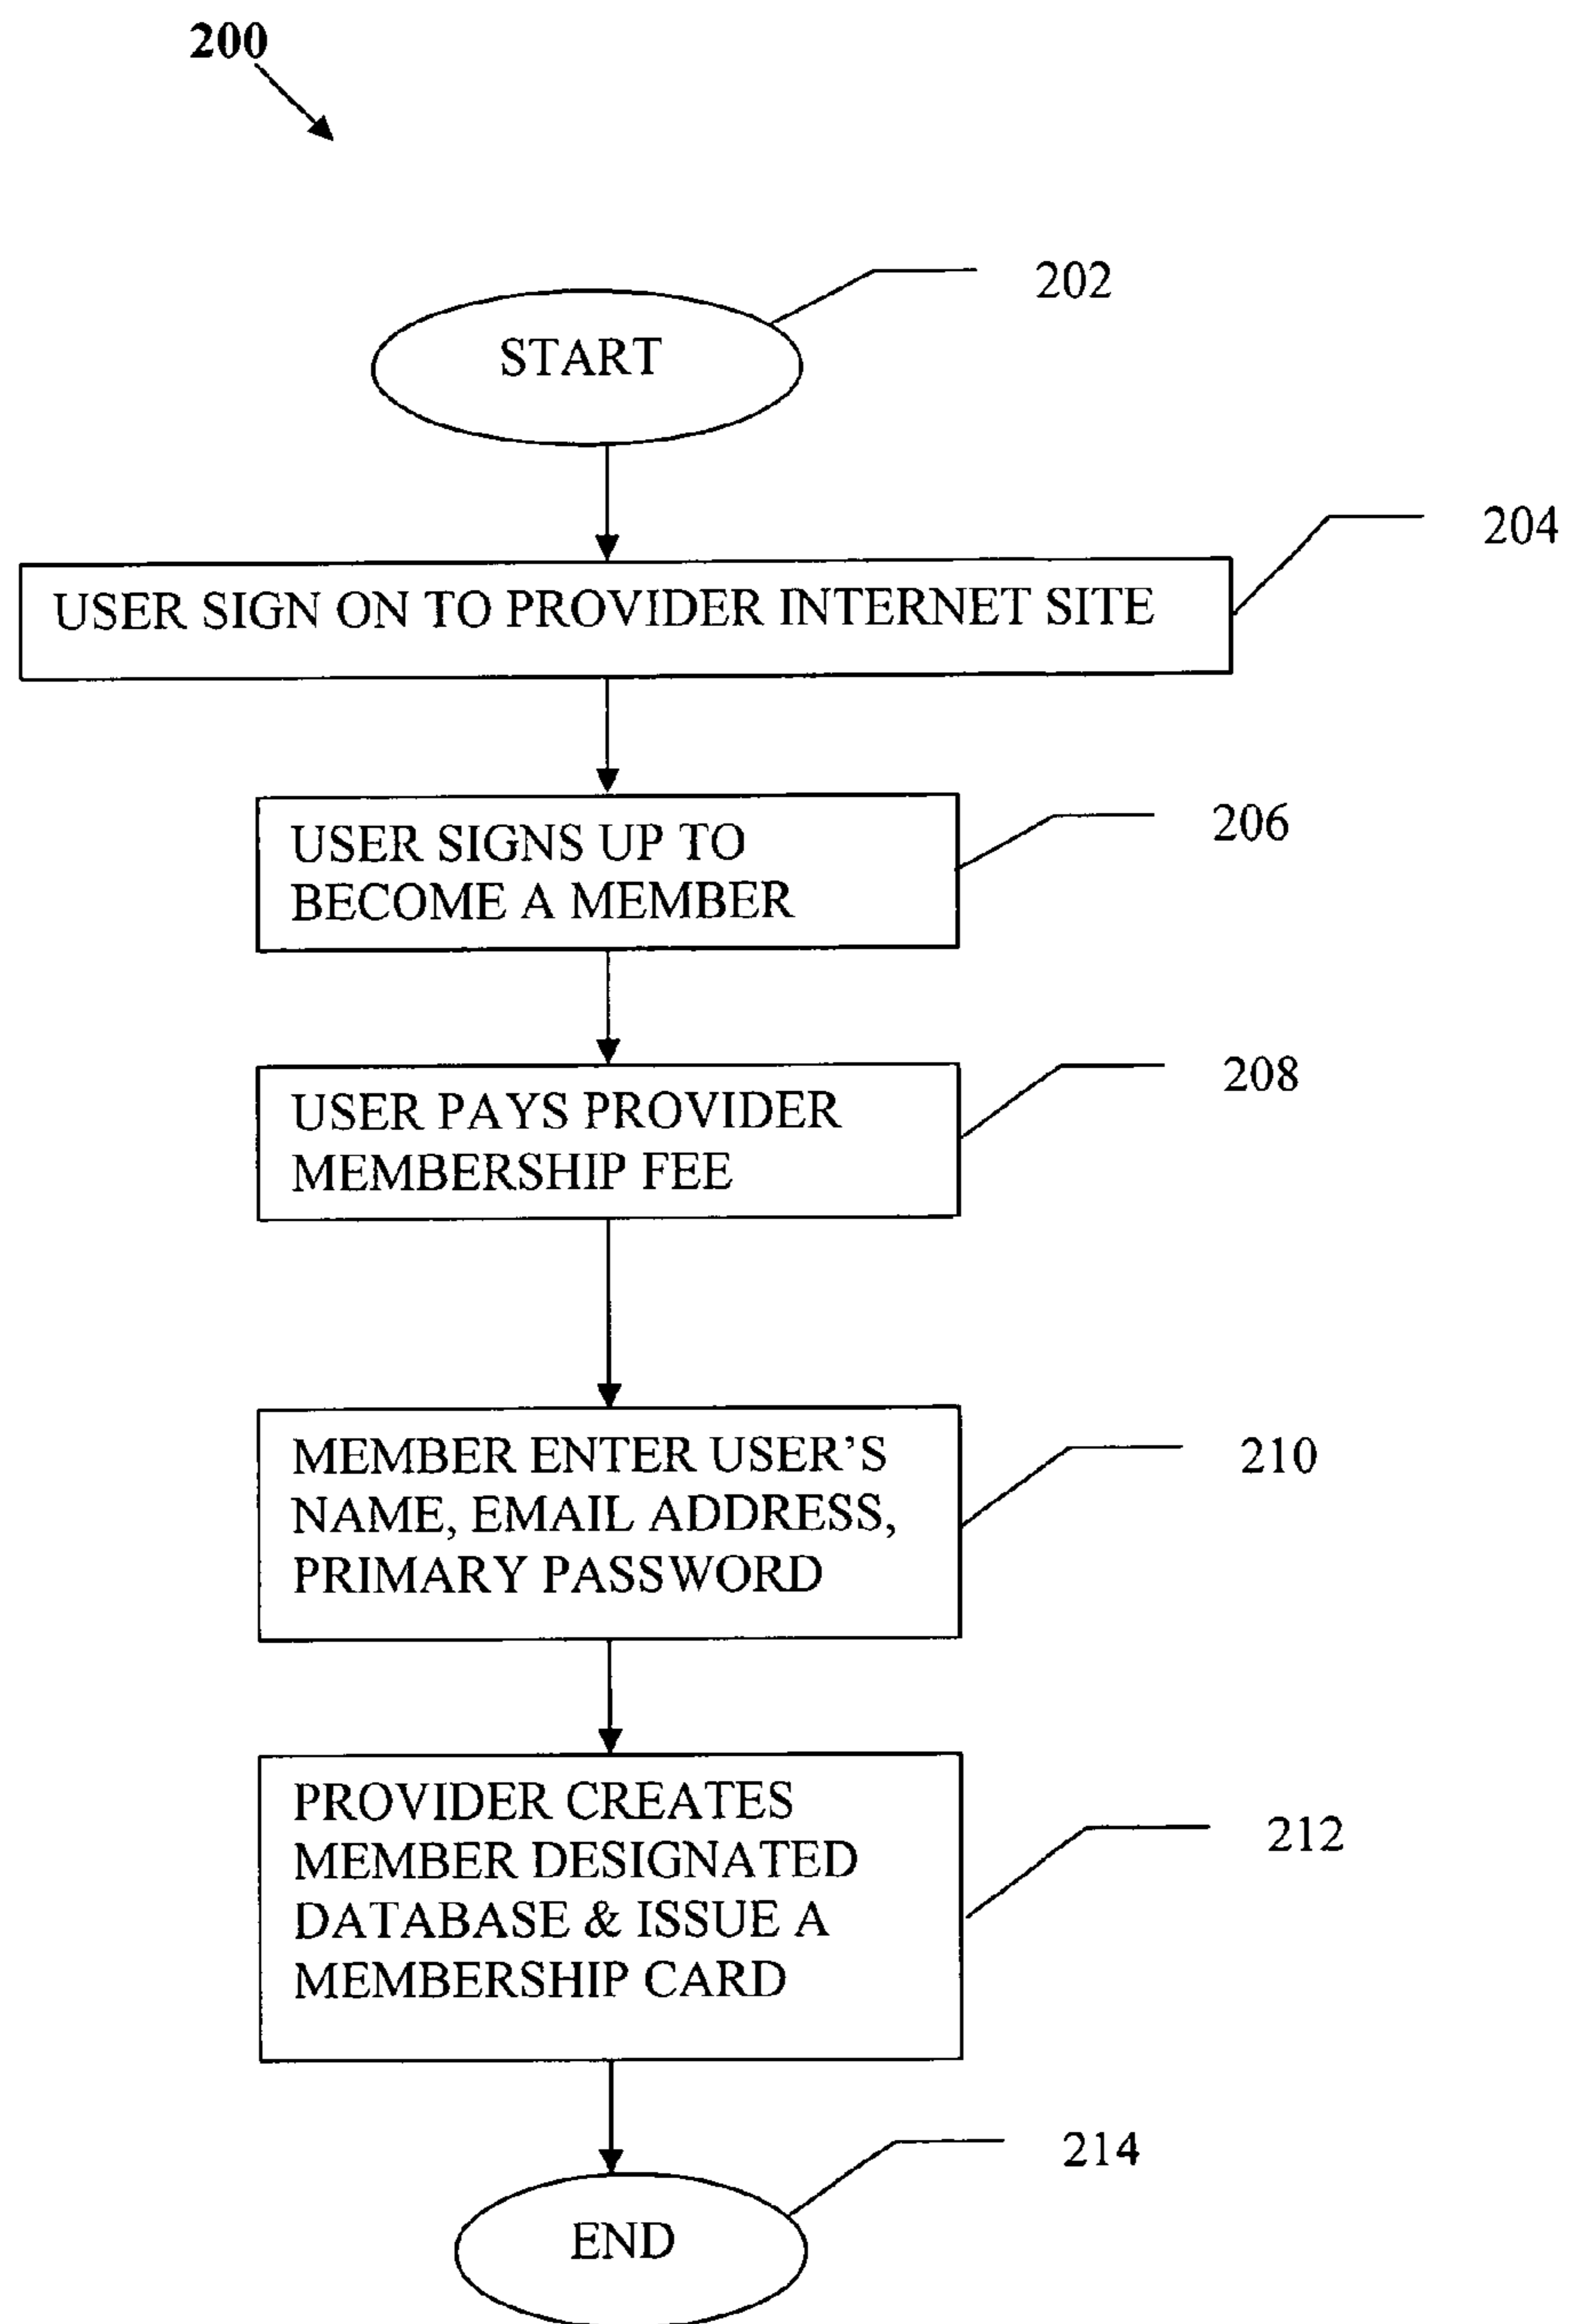 200
202
START
204
USER SIGN ON TO PROVIDER INTERNET SITE
206
USER SIGNS UP TO
BECOME A MEMBER
208
USER PAYS PROVIDER
MEMBERSHIP FEE
210
MEMBER ENTER USER'S
NAME, EMAIL ADDRESS,
PRIMARY PASSWORD
212
PROVIDER CREATES
MEMBER DESIGNATED
DATABASE & ISSUE A
MEMBERSHIP CARD
214
END